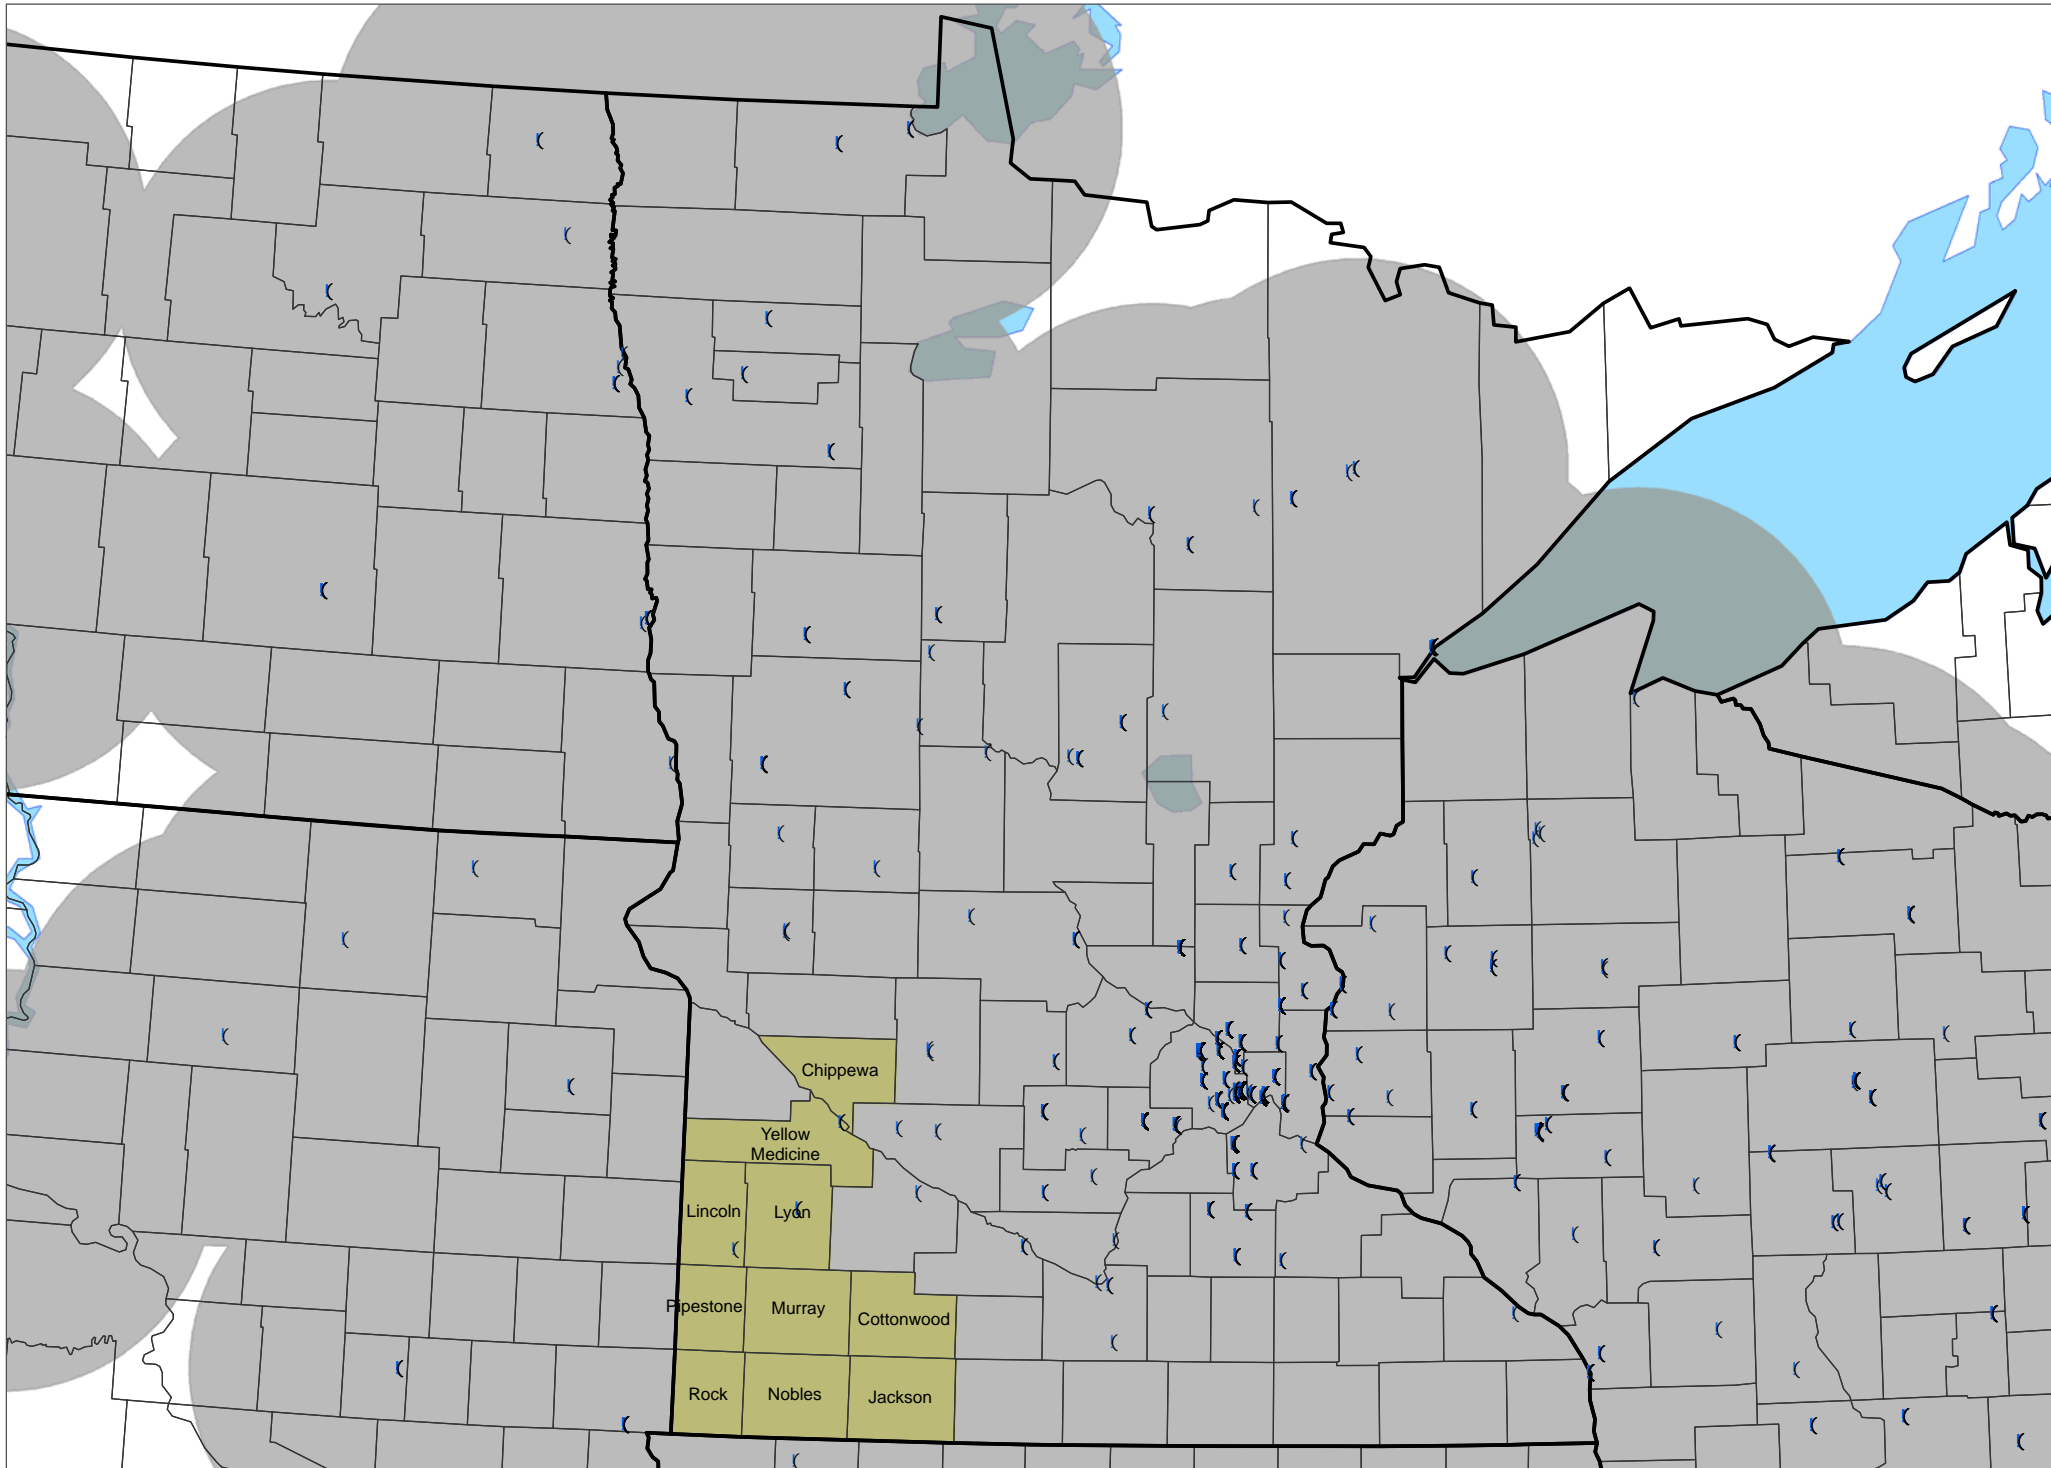 Chippewa
Yellow
Medicine
Lincoln
Lyon
Pipestone
Murray
Cottonwood
Rock
Nobles
Jackson